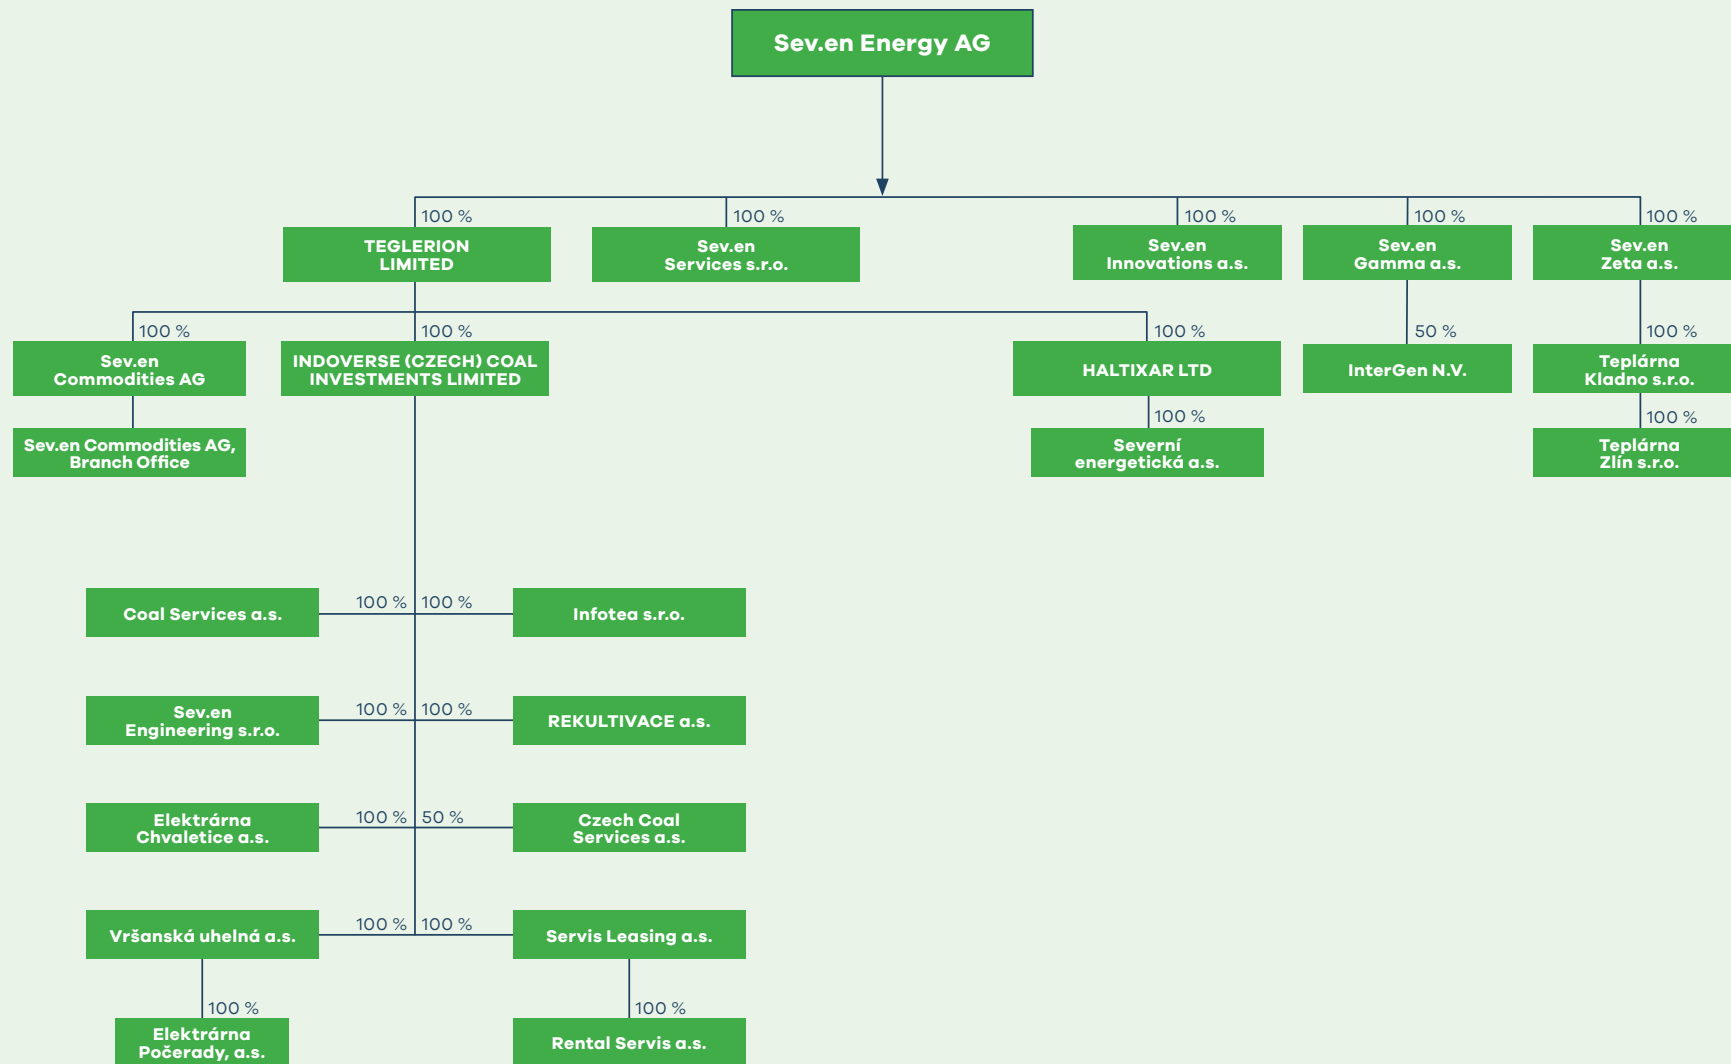 Sev.en Energy AG
100 %
100 %
100 %
100 %
100 %
TEGLERION
LIMITED
Sev.en
Services s.r.o.
Sev.en
Innovations a.s.
Sev.en
Gamma a.s.
Sev.en
Zeta a.s.
100 %
100 %
100 %
50 %
100 %
Sev.en
Commodities AG
INDOVERSE (CZECH) COAL
INVESTMENTS LIMITED
HALTIXAR LTD
InterGen N.V.
Teplárna
Kladno s.r.o.
100 %
100 %
Sev.en Commodities AG,
Branch Office
Severní
energetická a.s.
Teplárna
Zlín s.r.o.
Coal Services a.s.
100 %
100 %
Infotea s.r.o.
Sev.en
Engineering s.r.o.
100 %
100 %
REKULTIVACE a.s.
Elektrárna
Chvaletice a.s.
100 %
50 %
Czech Coal
Services a.s.
Vršanská uhelná a.s.
100 %
100 %
Servis Leasing a.s.
100 %
100 %
Elektrárna
Počerady, a.s.
Rental Servis a.s.